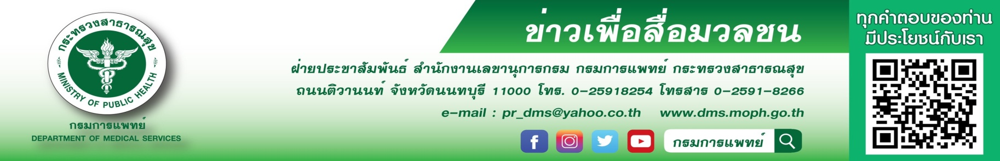 กระทรวงสาธารณสุข
MINISTRY OF PUBLIC HEALTH
กรมการแพทย์
DEPARTMENT OF MEDICAL SERVICES
ข่าวเพื่อสื่อมวลชน
ฝ่ายประชาสัมพันธ์ สำนักงานเลขานุการกรม กรมการแพทย์ กระทรวงสาธารณสุข
ถนนติวานนท์ จังหวัดนนทบุรี 11000 โทร. 0-25918254 โทรสาร 0-2591-8266
e-mail : pr_dms@yahoo.co.th www.dms.moph.go.th
กรมการแพทย์
ทุกคำตอบของท่าน
มีประโยชน์กับเรา